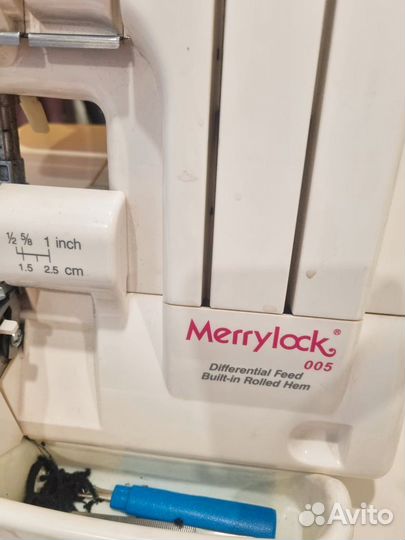 ½ ⅝ 1 inch
1.5 2.5 cm
Merrylock®
005
Differential Feed
Built-in Rolled Hem
Avito